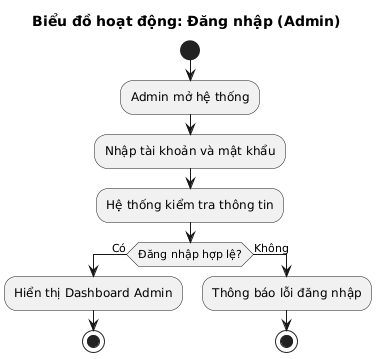 Biểu đồ hoạt động: Đăng nhập (Admin)
Admin mở hệ thống
Nhập tài khoản và mật khẩu
Hệ thống kiểm tra thông tin
Có
Đăng nhập hợp lệ?
Không
Hiển thị Dashboard Admin
Thông báo lỗi đăng nhập